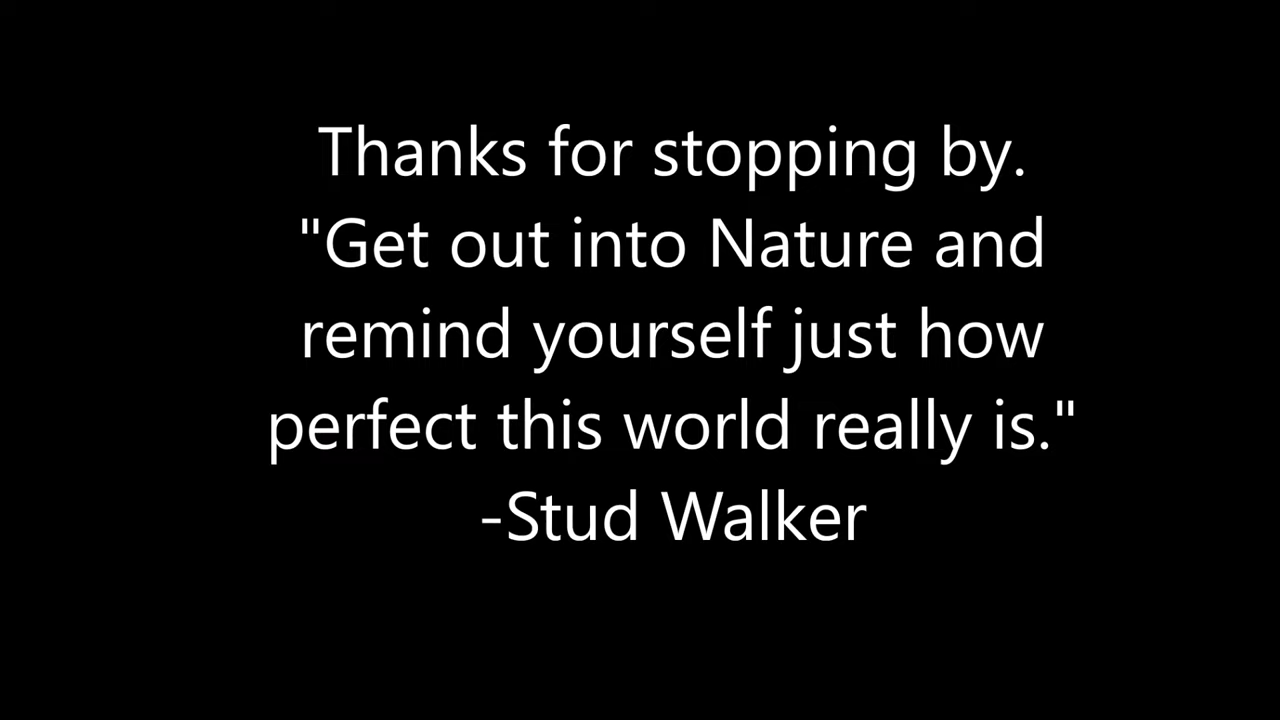 Thanks for stopping by.
"Get out into Nature and
remind yourself just how
perfect this world really is."
-Stud Walker